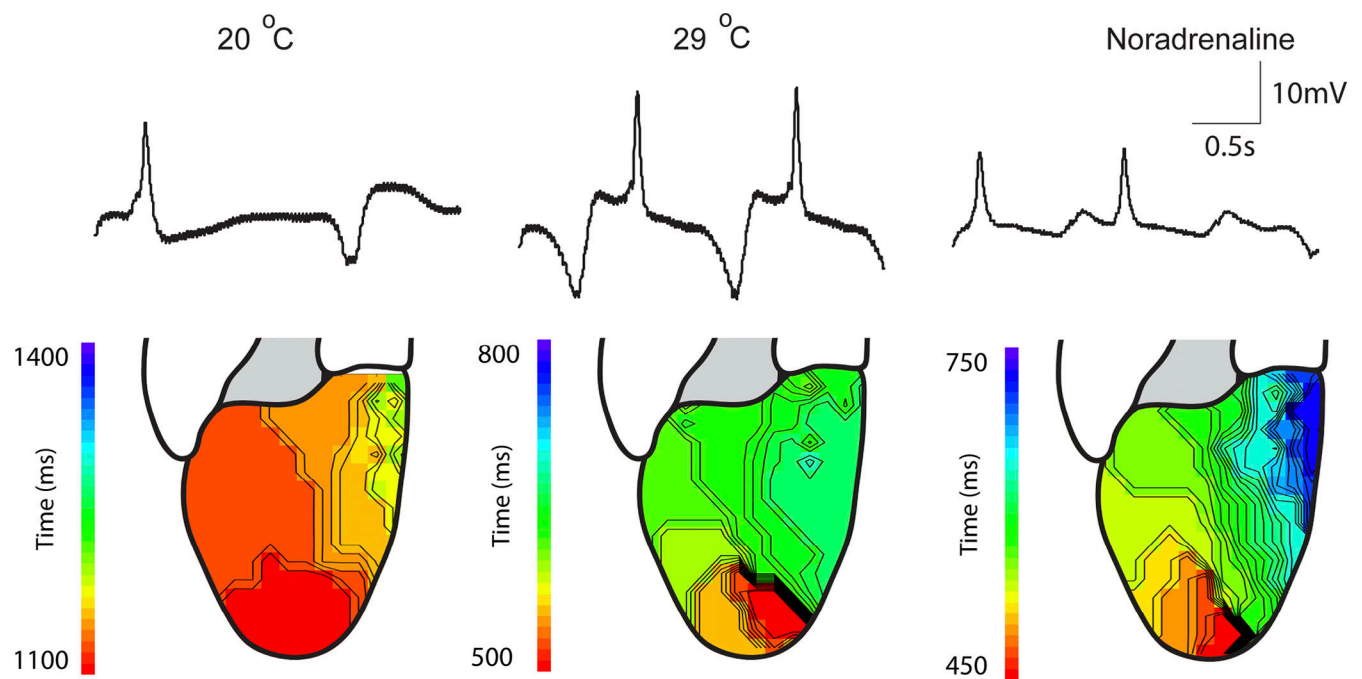 20 °C
29 °C
Noradrenaline
10mV
0.5s
1400
Time (ms)
1100
800
Time (ms)
500
750
Time (ms)
450